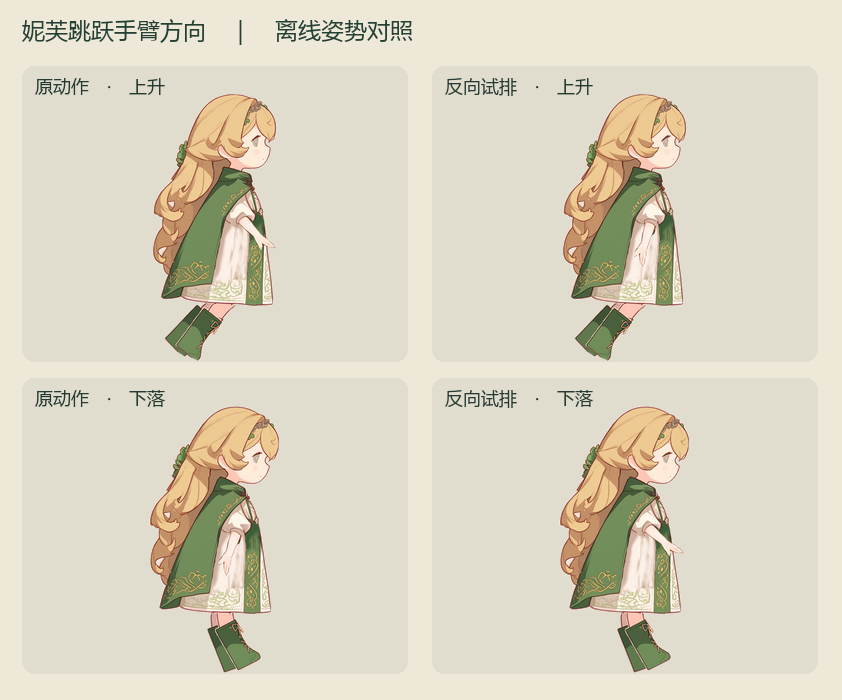 妮芙跳跃手臂方向 | 离线姿势对照
原动作 · 上升
反向试排 · 上升
原动作 · 下落
反向试排 · 下落